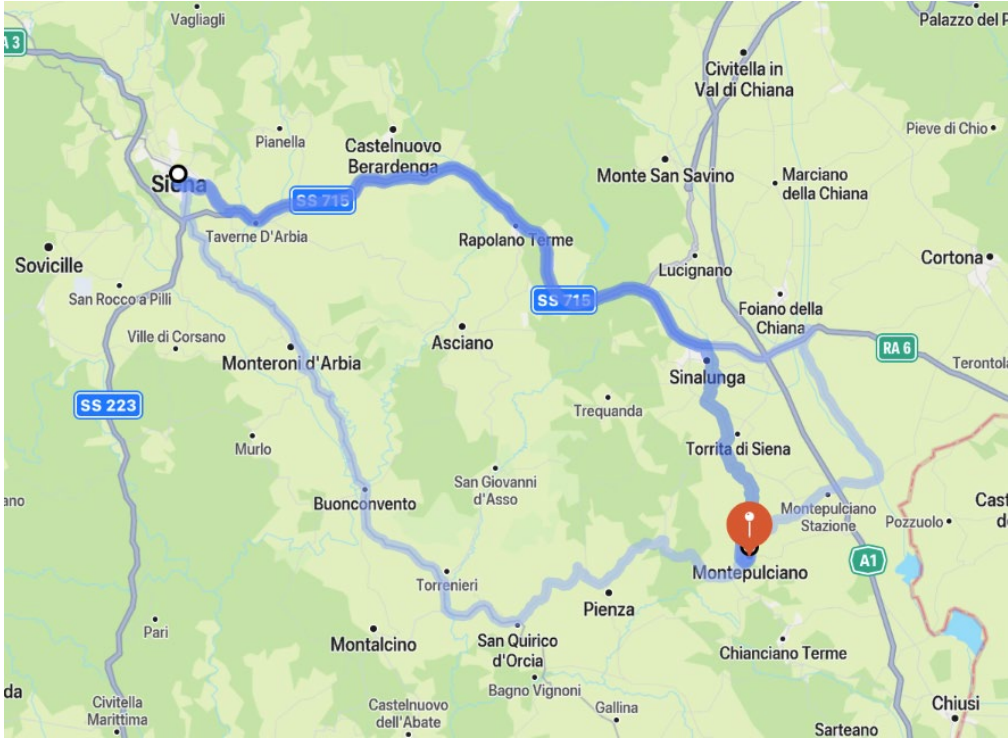 Vagliagli
Palazzo del P
A 3
Civitella in
Val di Chiana
Pianella
Castelnuovo
Berardenga
Pieve di Chio
Monte San Savino
Marciano
della Chiana
Siena
SS 715
Taverne D'Arbia
Rapolano Terme
Sovicille
Lucignano
Cortona
San Rocco a Pilli
SS 715
Foiano della
Chiana
Ville di Corsano
Asciano
Monteroni d'Arbia
RA 6
Terontola
Sinalunga
SS 223
Trequanda
Murlo
Torrita di Siena
San Giovanni
d'Asso
ano
Buonconvento
Montepulciano
Stazione
Cast
d
Pozzuolo
A1
Montepulciano
Torrenieri
Pienza
Pari
Montalcino
San Quirico
d'Orcia
Chianciano Terme
da
Bagno Vignoni
Civitella
Marittima
Castelnuovo
dell'Abate
Gallina
Chiusi
Sarteano